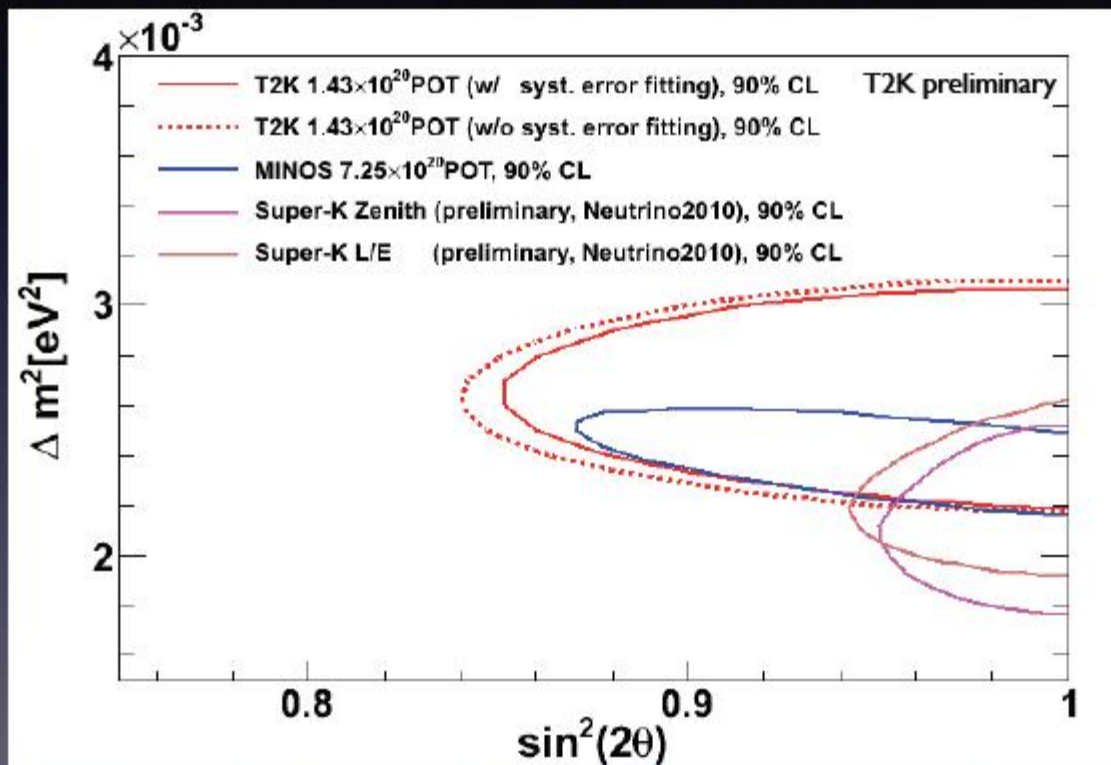 4 ×10⁻³
T2K 1.43×10²⁰POT (w/ syst. error fitting), 90% CL
T2K preliminary
T2K 1.43×10²⁰POT (w/o syst. error fitting), 90% CL
MINOS 7.25×10²⁰POT, 90% CL
Super-K Zenith (preliminary, Neutrino2010), 90% CL
Super-K L/E (preliminary, Neutrino2010), 90% CL
3
Δ m²[eV²]
2
0.8 0.9 1
sin²(2θ)